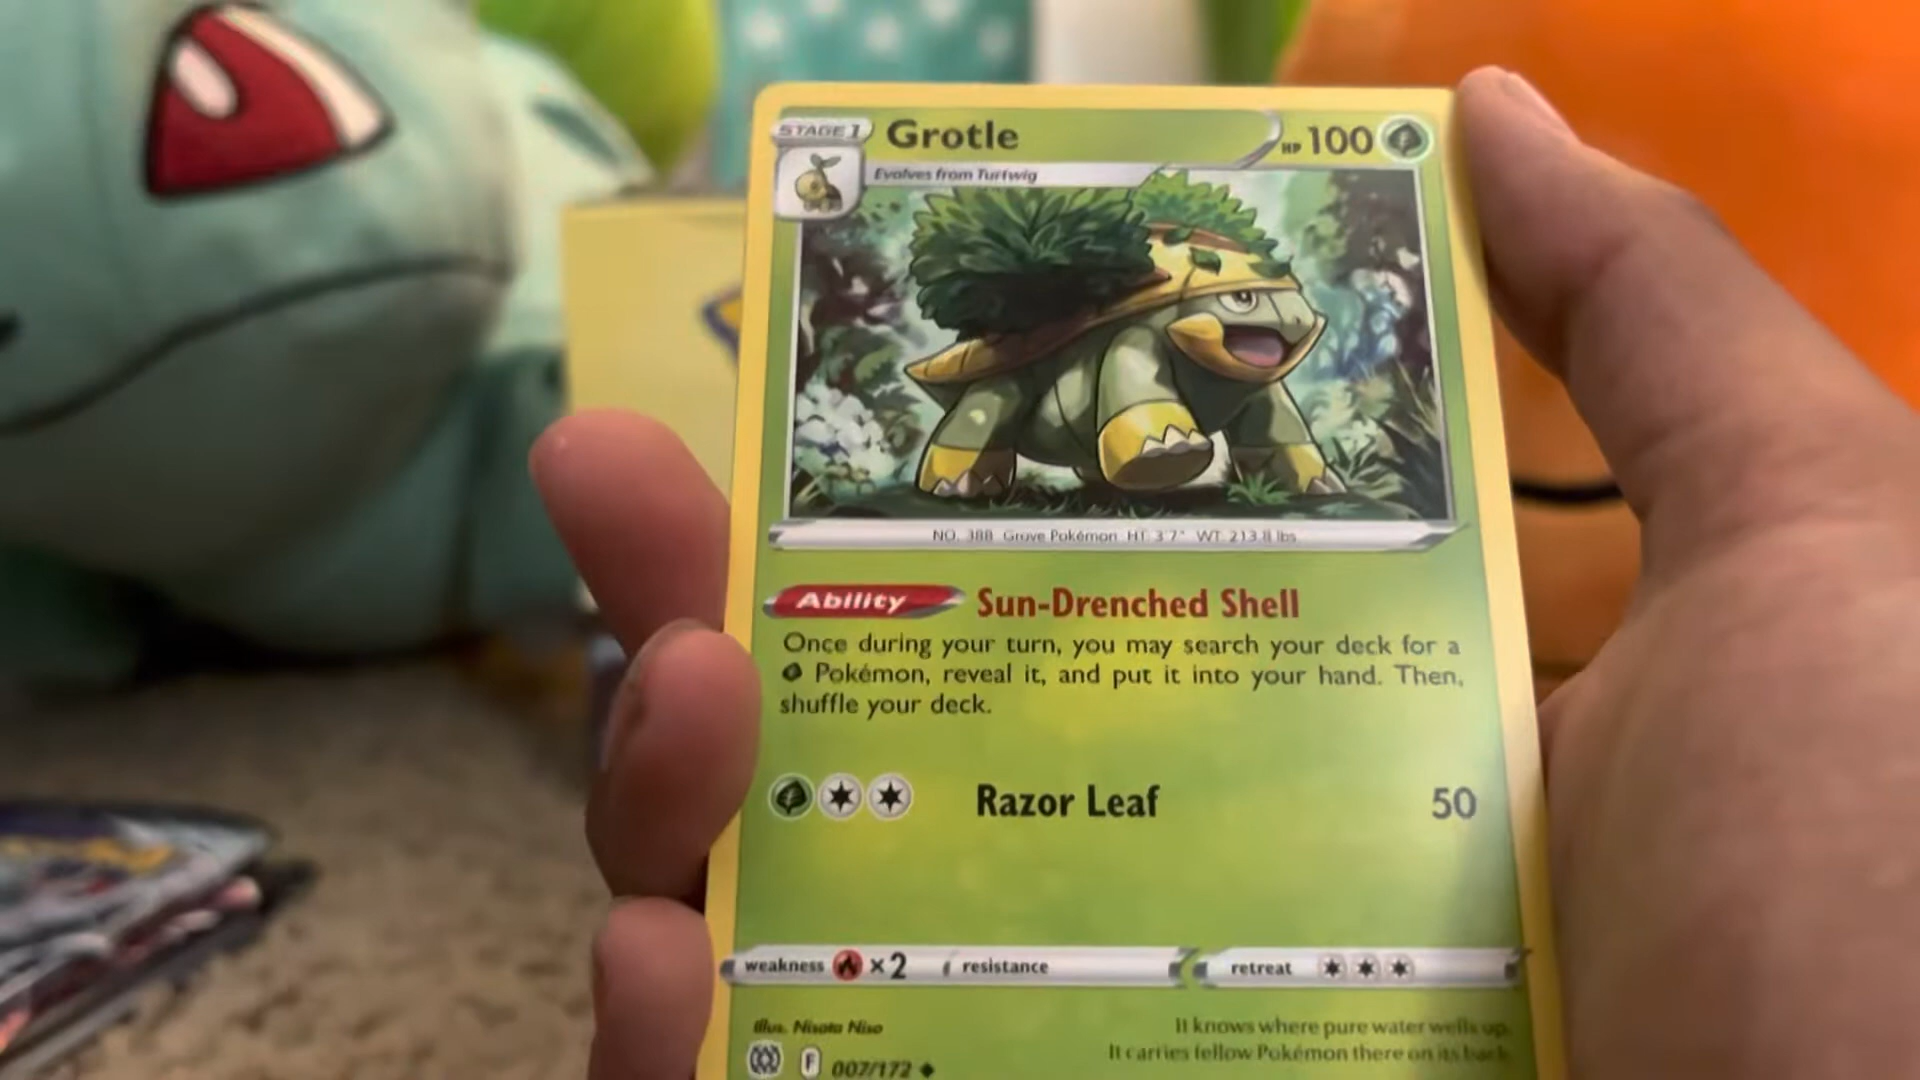 STAGE 1 Grotle HP 100
Evolves from Turtwig
NO. 388 Grove Pokémon HT: 3'7" WT: 213.8 lbs
Ability Sun-Drenched Shell
Once during your turn, you may search your deck for a
Pokémon, reveal it, and put it into your hand. Then,
shuffle your deck.
Razor Leaf 50
weakness ×2 resistance retreat
Illus. Nisota Niso
It knows where pure water wells up.
It carries fellow Pokémon there on its back.
F 007/172